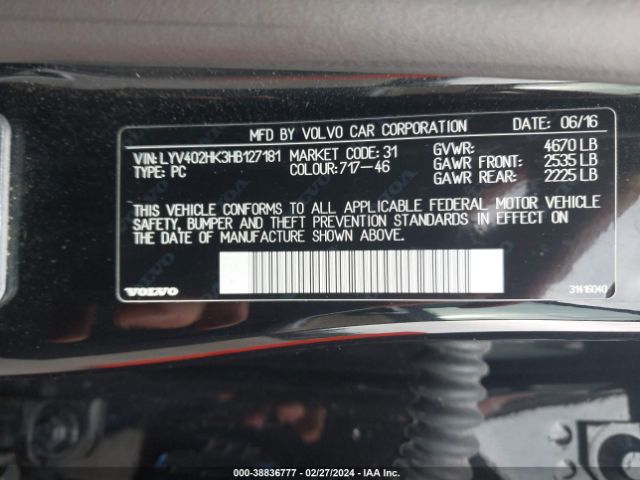 MFD BY VOLVO CAR CORPORATION DATE: 06/16
VIN:LYV402HK3HB127181 MARKET CODE:31 GVWR: 4670 LB
TYPE: PC COLOUR:717-46 GAWR FRONT: 2535 LB
GAWR REAR: 2225 LB
THIS VEHICLE CONFORMS TO ALL APPLICABLE FEDERAL MOTOR VEHICLE
SAFETY, BUMPER AND THEFT PREVENTION STANDARDS IN EFFECT ON
THE DATE OF MANUFACTURE SHOWN ABOVE.
VOLVO 31416040
000-38836777 - 02/27/2024 - IAA Inc.